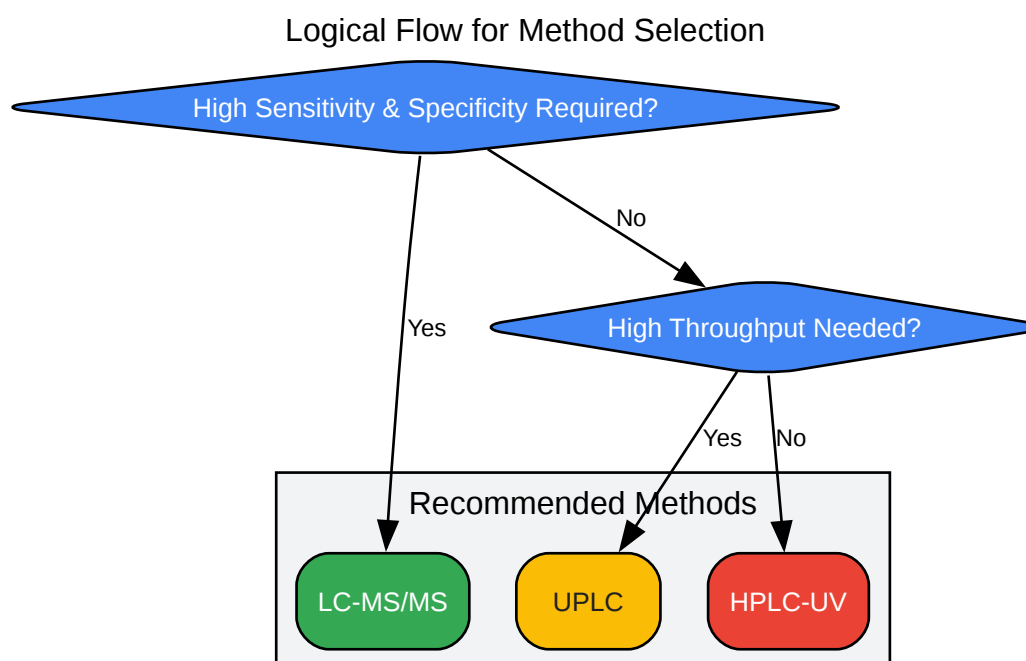 Logical Flow for Method Selection
High Sensitivity & Specificity Required?
No
High Throughput Needed?
Yes
Yes
No
Recommended Methods
LC-MS/MS
UPLC
HPLC-UV